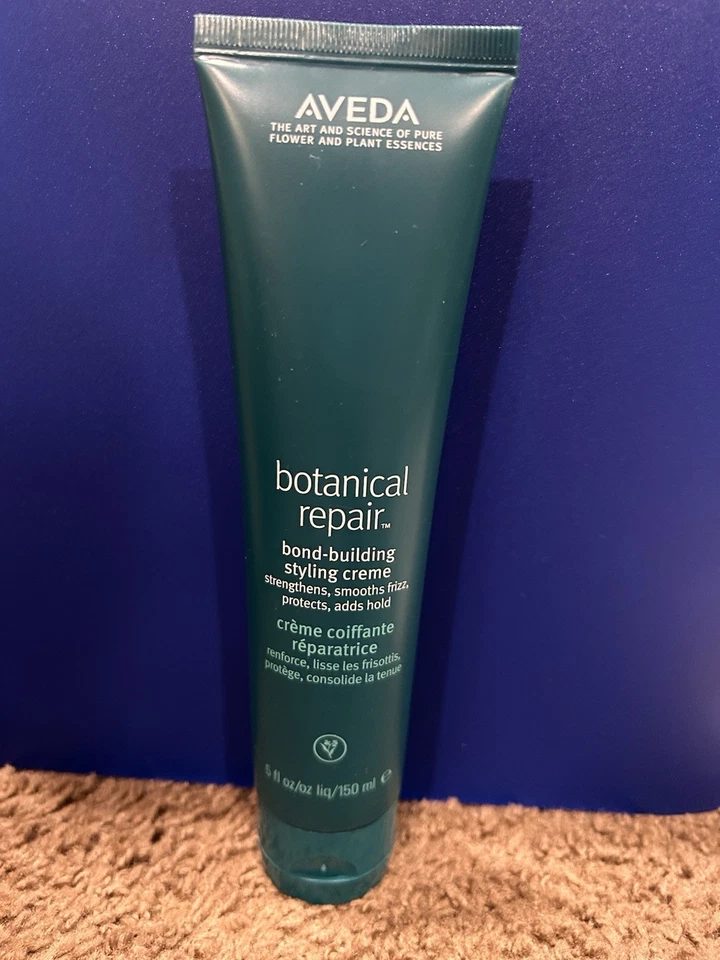 AVEDA
THE ART AND SCIENCE OF PURE
FLOWER AND PLANT ESSENCES
botanical
repair™
bond-building
styling creme
strengthens, smooths frizz,
protects, adds hold
crème coiffante
réparatrice
renforce, lisse les frisottis,
protège, consolide la tenue
5 fl oz/oz liq/150 ml ℮